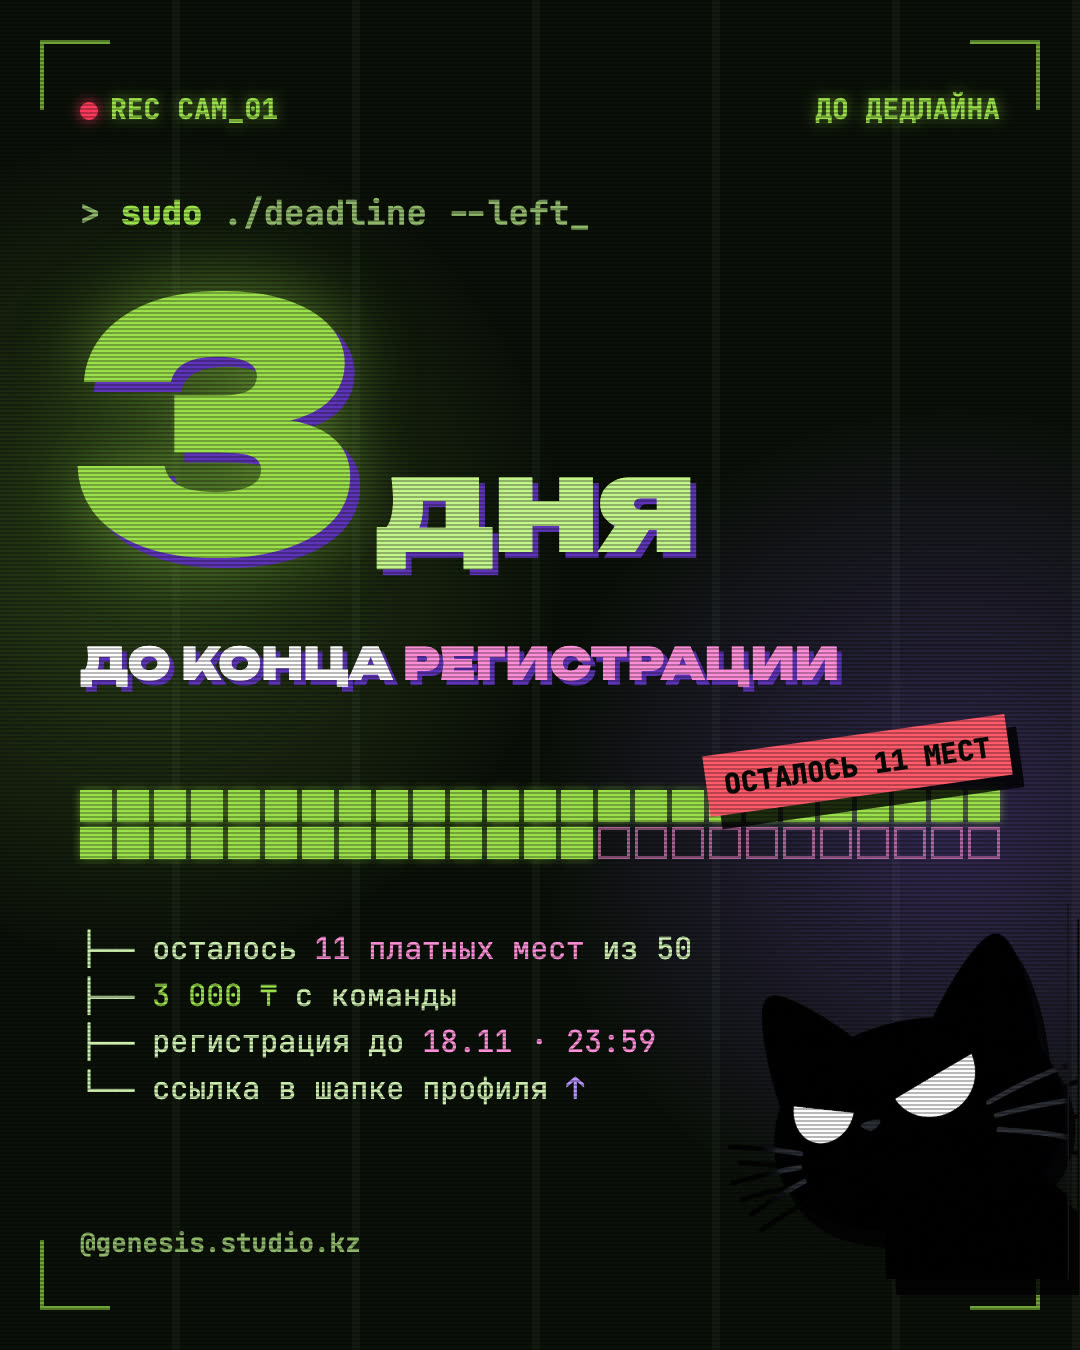 REC CAM_01
ДО ДЕДЛАЙНА
> sudo ./deadline --left_
3 ДНЯ
ДО КОНЦА РЕГИСТРАЦИИ
ОСТАЛОСЬ 11 МЕСТ
├── осталось 11 платных мест из 50
├── 3 000 ₸ с команды
├── регистрация до 18.11 · 23:59
└── ссылка в шапке профиля ↑
@genesis.studio.kz